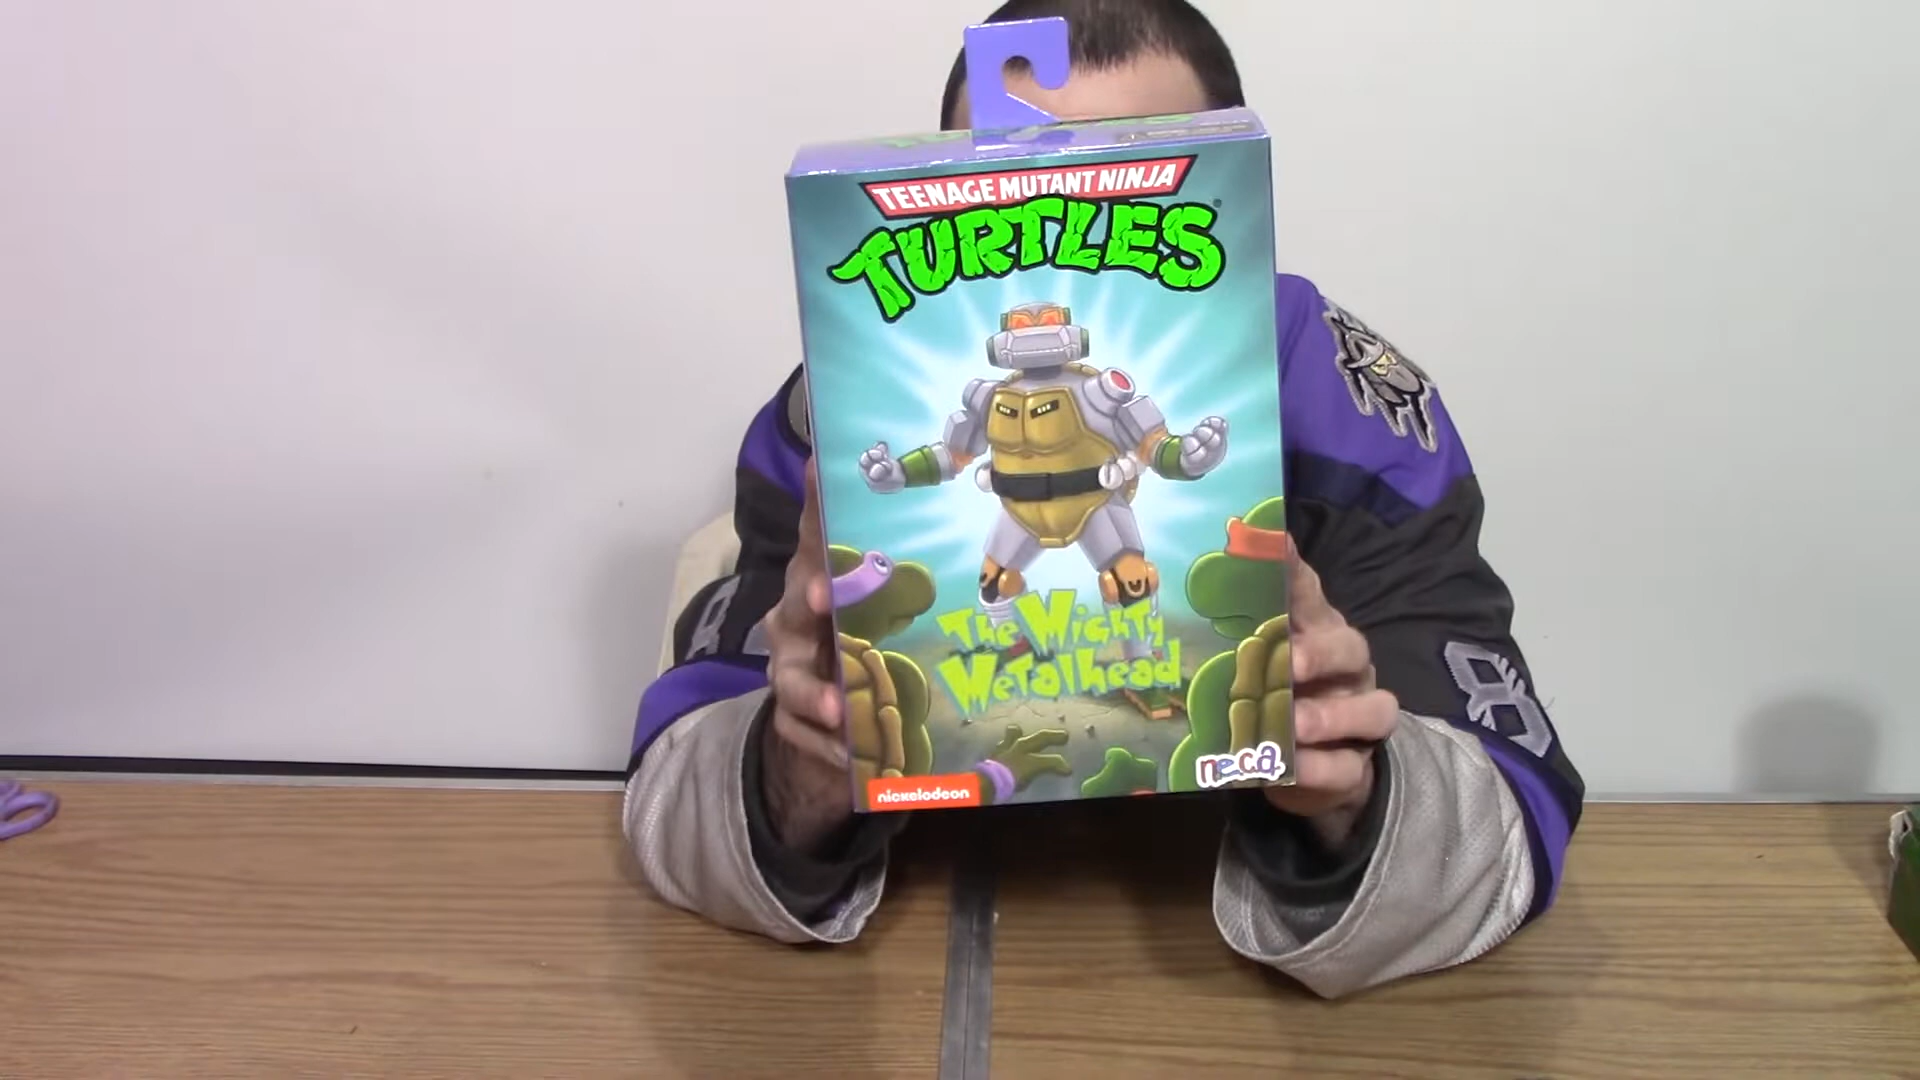 TEENAGE MUTANT NINJA
TURTLES
The Mighty
Metalhead
nickelodeon
neca